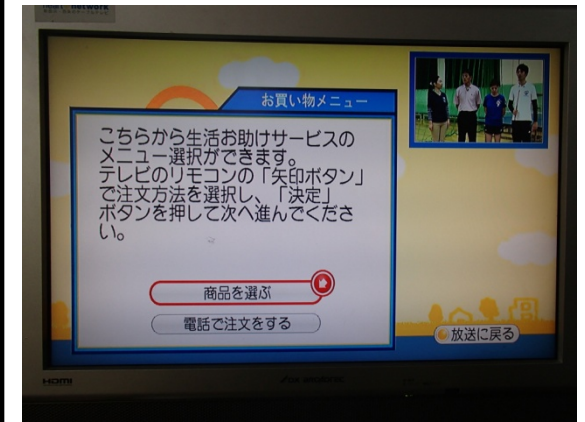 お買い物メニュー
こちらから生活お助けサービスの
メニュー選択ができます。
テレビのリモコンの「矢印ボタン」
で注文方法を選択し、「決定」
ボタンを押して次へ進んでくださ
い。
商品を選ぶ
電話で注文をする
放送に戻る
HDMI